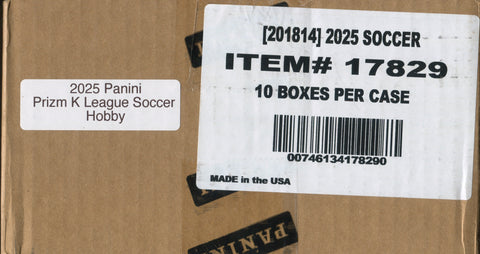 [201814] 2025 SOCCER
ITEM# 17829
10 BOXES PER CASE
00746134178290
MADE in the USA
2025 Panini
Prizm K League Soccer
Hobby
PANINI